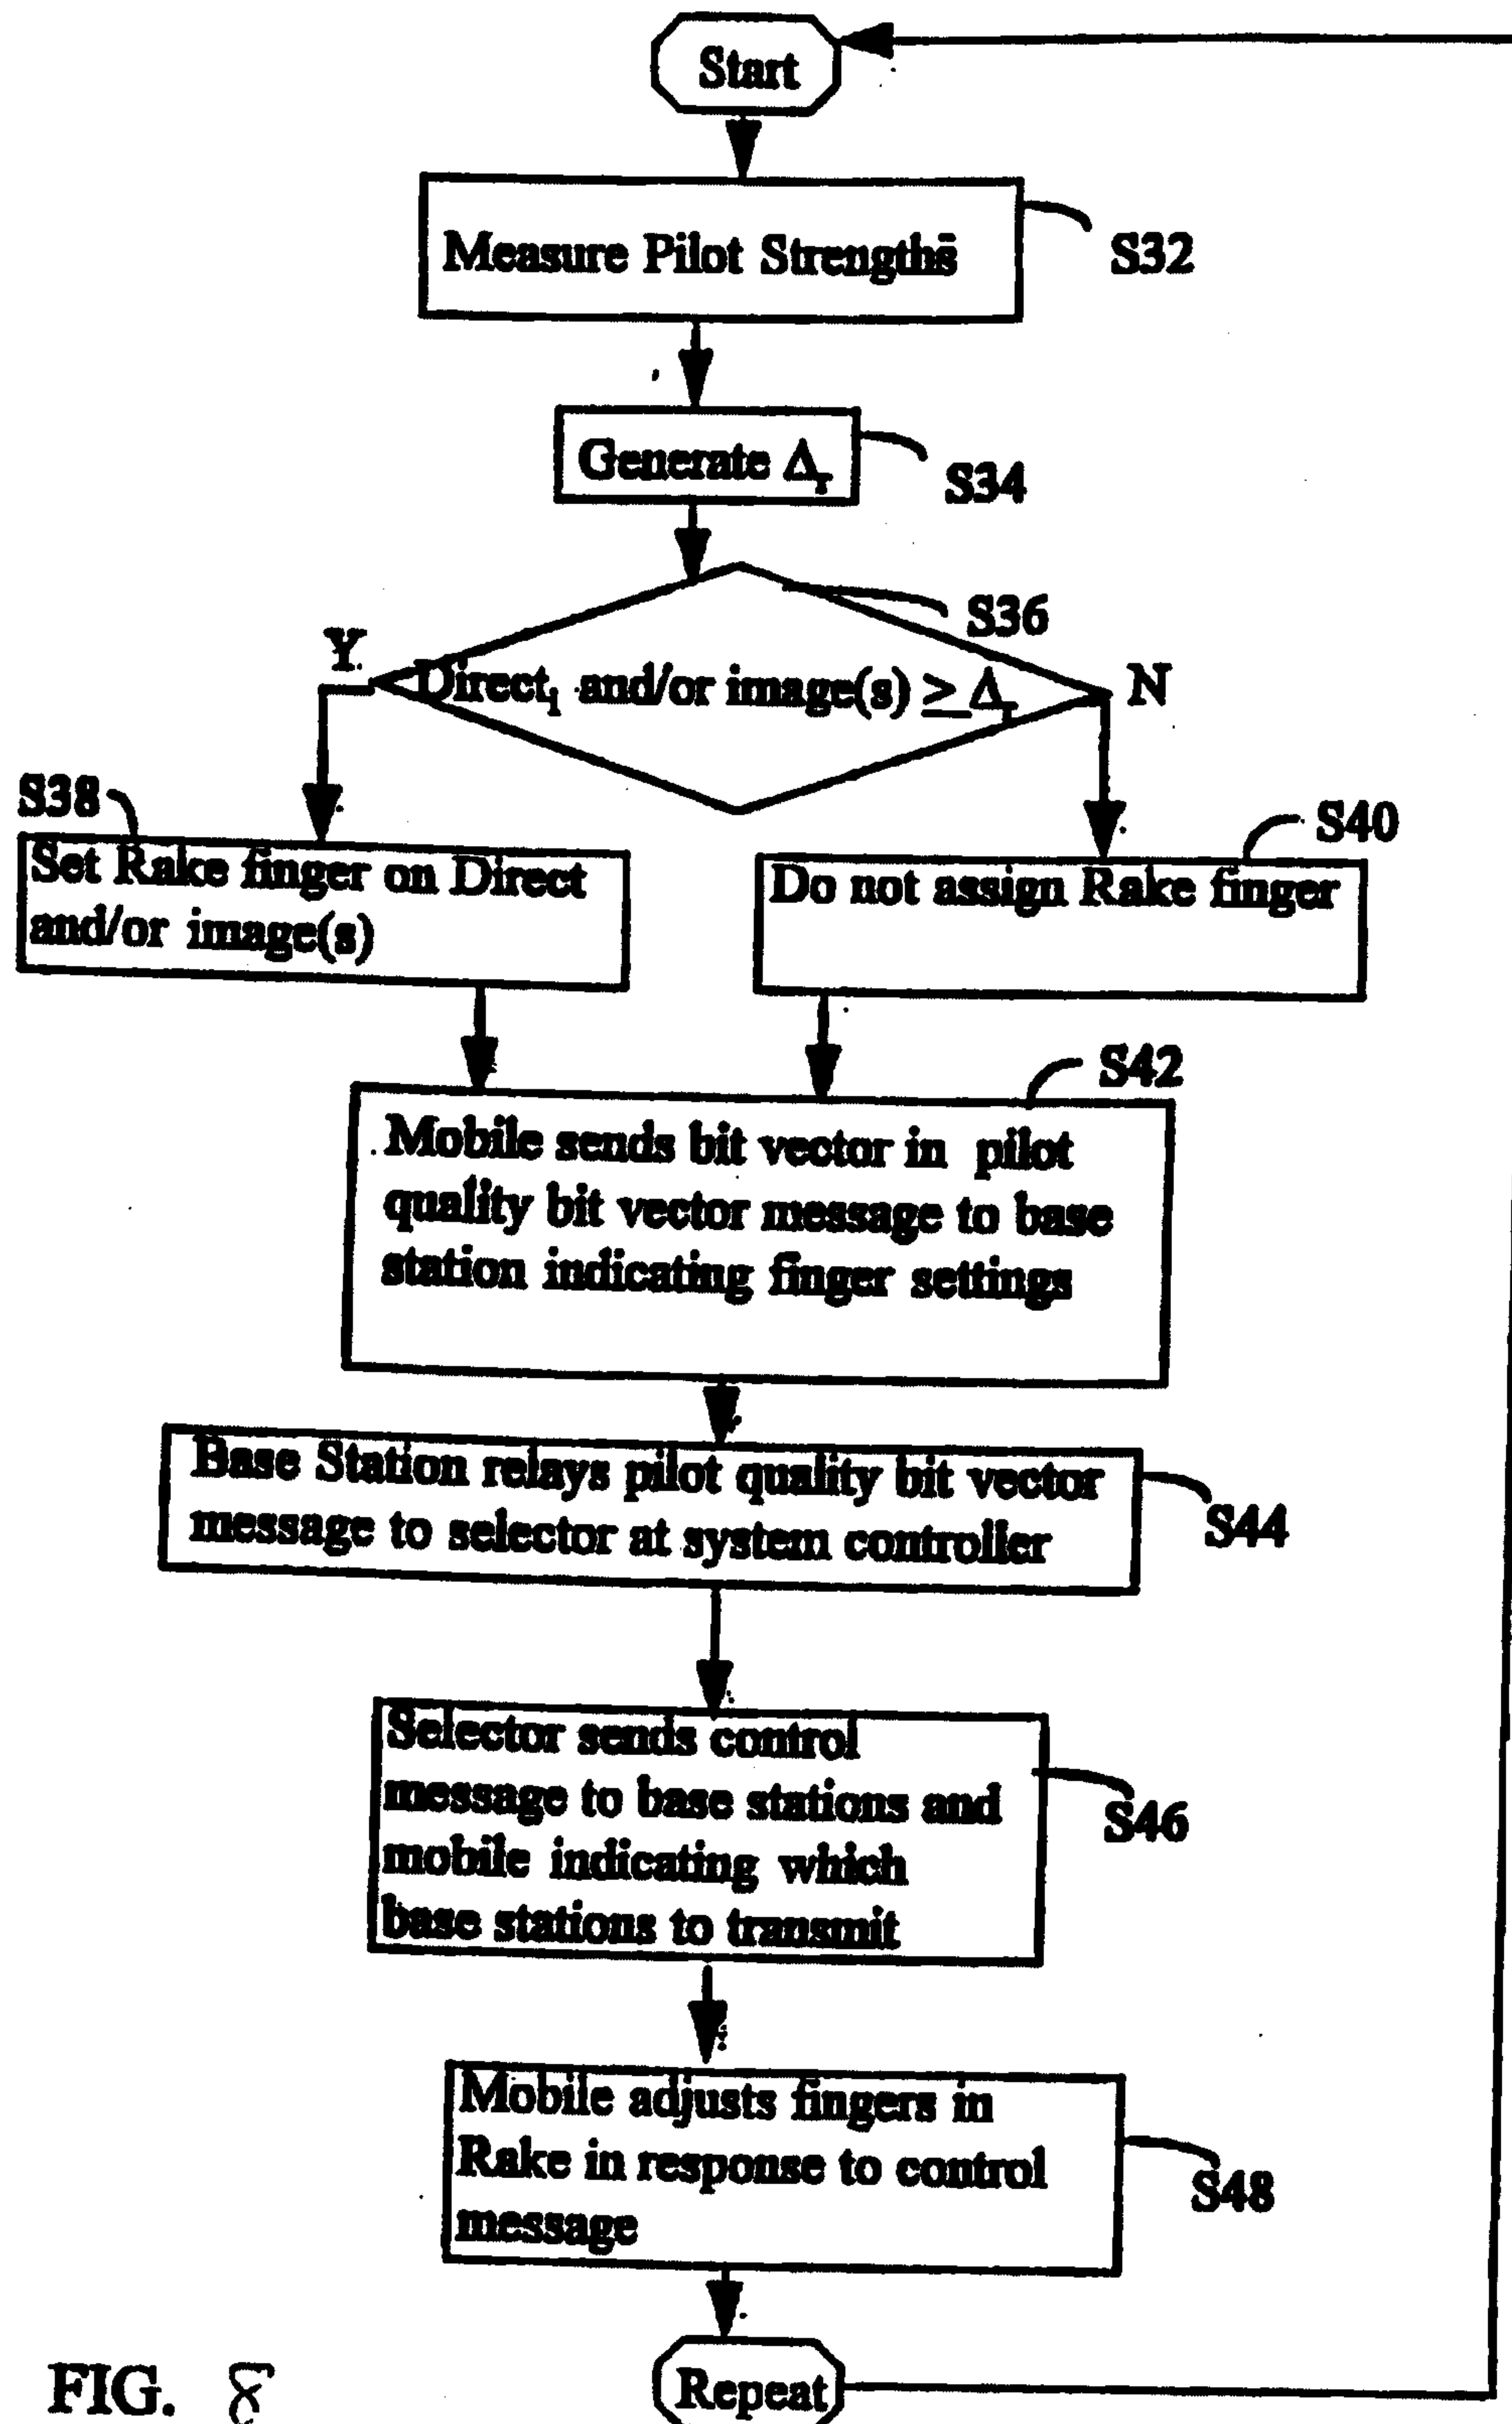 Start
Measure Pilot Strengths
S32
Generate Δr
S34
S36
Y
Directi and/or image(s) ≥ Δr
N
S38
S40
Set Rake finger on Direct
and/or image(s)
Do not assign Rake finger
S42
Mobile sends bit vector in pilot
quality bit vector message to base
station indicating finger settings
Base Station relays pilot quality bit vector
message to selector at system controller
S44
Selector sends control
message to base stations and
mobile indicating which
base stations to transmit
S46
Mobile adjusts fingers in
Rake in response to control
message
S48
Repeat
FIG. 8